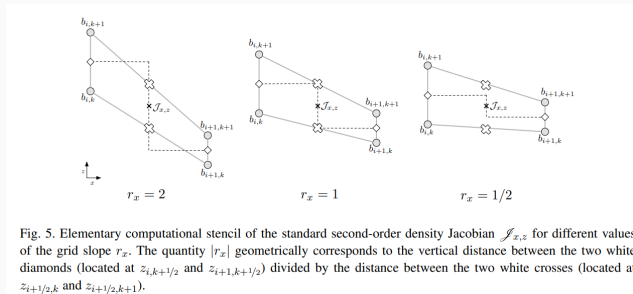 b_{i,k+1}
b_{i,k}
𝒥_{x,z}
b_{i+1,k+1}
b_{i+1,k}
z
x
r_x = 2
b_{i,k+1}
b_{i,k}
𝒥_{x,z}
b_{i+1,k+1}
b_{i+1,k}
r_x = 1
b_{i,k+1}
b_{i,k}
𝒥_{x,z}
b_{i+1,k+1}
b_{i+1,k}
r_x = 1/2
Fig. 5. Elementary computational stencil of the standard second-order density Jacobian 𝒥_{x,z} for different values
of the grid slope r_x. The quantity |r_x| geometrically corresponds to the vertical distance between the two white
diamonds (located at z_{i,k+1/2} and z_{i+1,k+1/2}) divided by the distance between the two white crosses (located at
z_{i+1/2,k} and z_{i+1/2,k+1}).